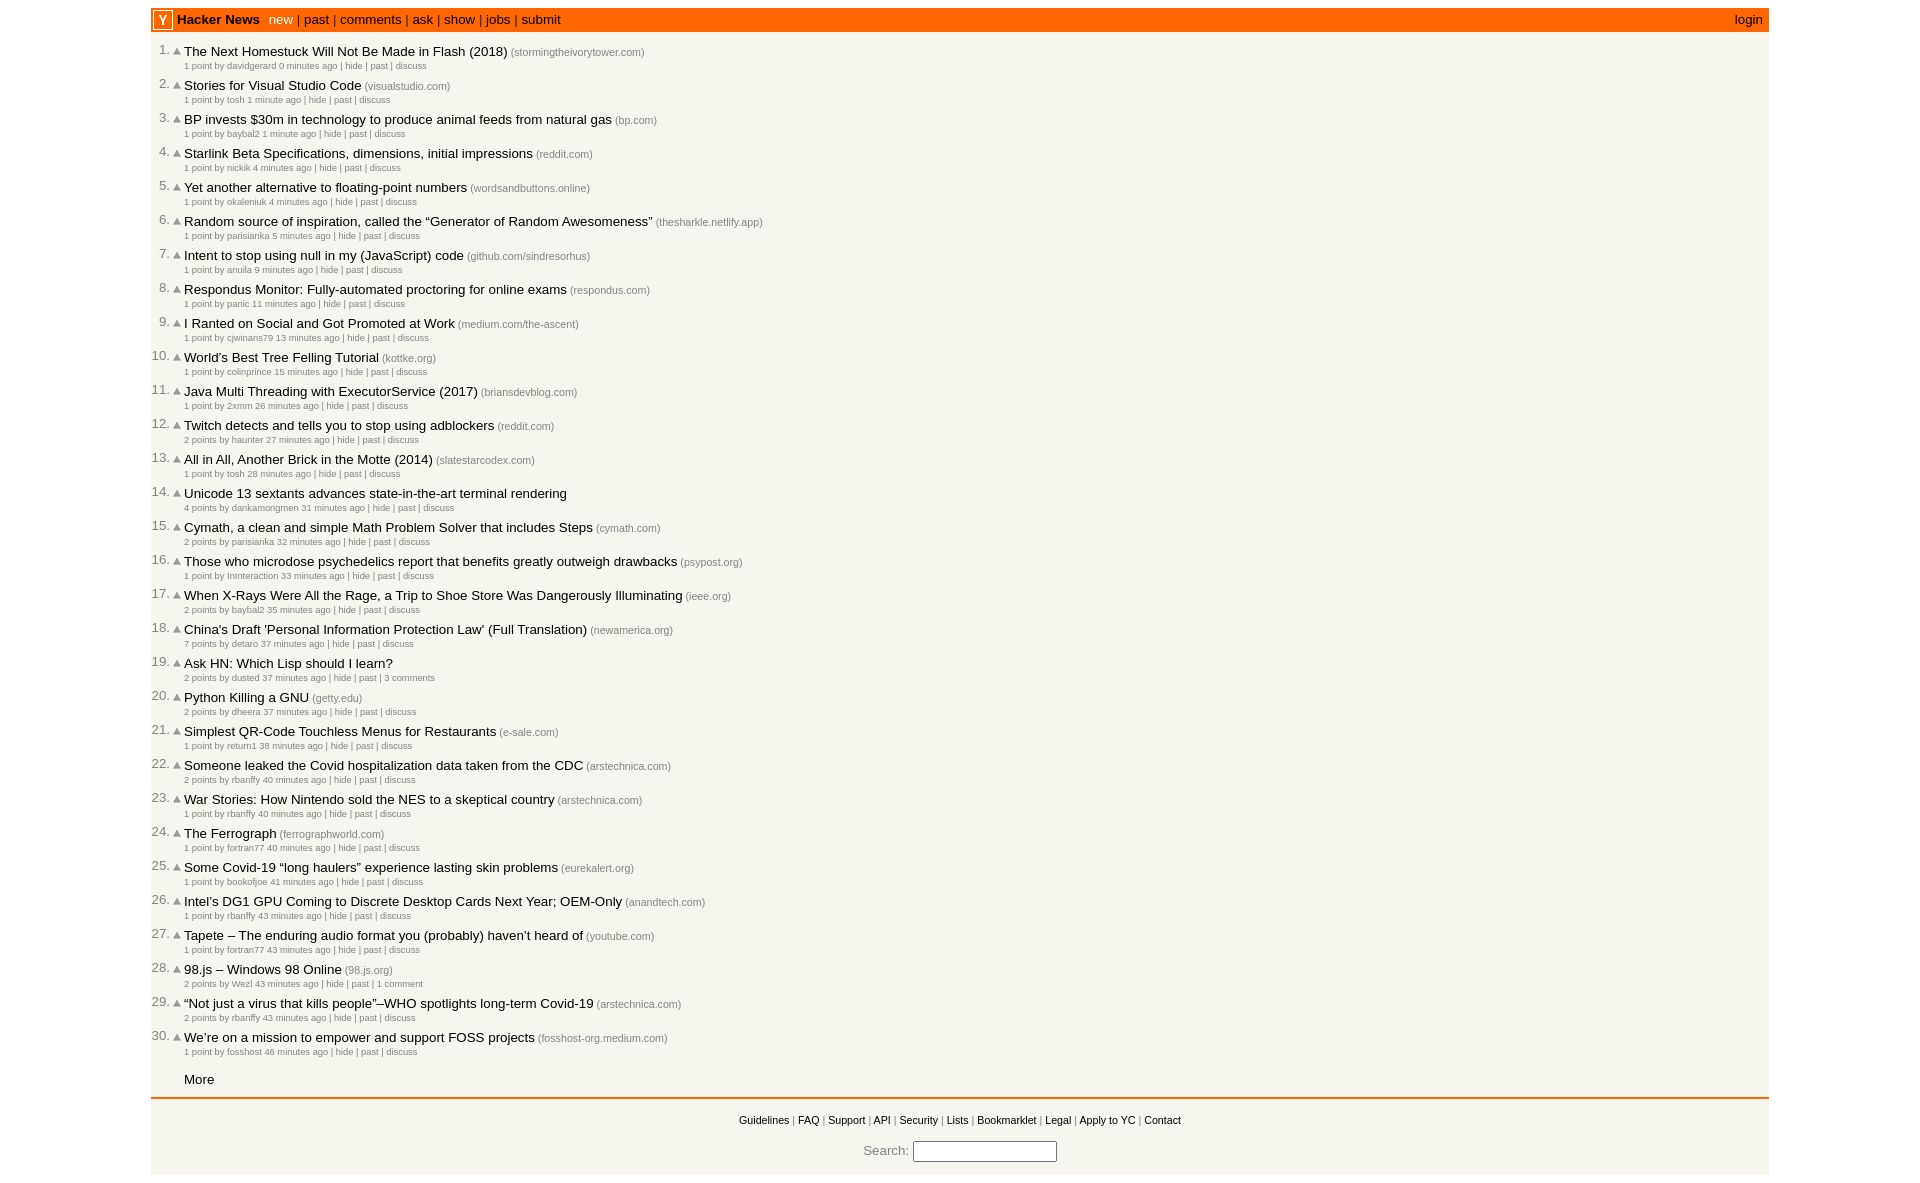 Y Hacker News new | past | comments | ask | show | jobs | submit login
1. The Next Homestuck Will Not Be Made in Flash (2018) (stormingtheivorytower.com)
1 point by davidgerard 0 minutes ago | hide | past | discuss
2. Stories for Visual Studio Code (visualstudio.com)
1 point by tosh 1 minute ago | hide | past | discuss
3. BP invests $30m in technology to produce animal feeds from natural gas (bp.com)
1 point by baybal2 1 minute ago | hide | past | discuss
4. Starlink Beta Specifications, dimensions, initial impressions (reddit.com)
1 point by nickik 4 minutes ago | hide | past | discuss
5. Yet another alternative to floating-point numbers (wordsandbuttons.online)
1 point by okaleniuk 4 minutes ago | hide | past | discuss
6. Random source of inspiration, called the “Generator of Random Awesomeness” (thesharkle.netlify.app)
1 point by parisianka 5 minutes ago | hide | past | discuss
7. Intent to stop using null in my (JavaScript) code (github.com/sindresorhus)
1 point by anuila 9 minutes ago | hide | past | discuss
8. Respondus Monitor: Fully-automated proctoring for online exams (respondus.com)
1 point by panic 11 minutes ago | hide | past | discuss
9. I Ranted on Social and Got Promoted at Work (medium.com/the-ascent)
1 point by cjwinans79 13 minutes ago | hide | past | discuss
10. World’s Best Tree Felling Tutorial (kottke.org)
1 point by colinprince 15 minutes ago | hide | past | discuss
11. Java Multi Threading with ExecutorService (2017) (briansdevblog.com)
1 point by 2xmm 26 minutes ago | hide | past | discuss
12. Twitch detects and tells you to stop using adblockers (reddit.com)
2 points by haunter 27 minutes ago | hide | past | discuss
13. All in All, Another Brick in the Motte (2014) (slatestarcodex.com)
1 point by tosh 28 minutes ago | hide | past | discuss
14. Unicode 13 sextants advances state-in-the-art terminal rendering
4 points by dankamongmen 31 minutes ago | hide | past | discuss
15. Cymath, a clean and simple Math Problem Solver that includes Steps (cymath.com)
2 points by parisianka 32 minutes ago | hide | past | discuss
16. Those who microdose psychedelics report that benefits greatly outweigh drawbacks (psypost.org)
1 point by InInteraction 33 minutes ago | hide | past | discuss
17. When X-Rays Were All the Rage, a Trip to Shoe Store Was Dangerously Illuminating (ieee.org)
2 points by baybal2 35 minutes ago | hide | past | discuss
18. China's Draft 'Personal Information Protection Law' (Full Translation) (newamerica.org)
7 points by detaro 37 minutes ago | hide | past | discuss
19. Ask HN: Which Lisp should I learn?
2 points by dusted 37 minutes ago | hide | past | 3 comments
20. Python Killing a GNU (getty.edu)
2 points by dheera 37 minutes ago | hide | past | discuss
21. Simplest QR-Code Touchless Menus for Restaurants (e-sale.com)
1 point by return1 38 minutes ago | hide | past | discuss
22. Someone leaked the Covid hospitalization data taken from the CDC (arstechnica.com)
2 points by rbanffy 40 minutes ago | hide | past | discuss
23. War Stories: How Nintendo sold the NES to a skeptical country (arstechnica.com)
1 point by rbanffy 40 minutes ago | hide | past | discuss
24. The Ferrograph (ferrographworld.com)
1 point by fortran77 40 minutes ago | hide | past | discuss
25. Some Covid-19 “long haulers” experience lasting skin problems (eurekalert.org)
1 point by bookofjoe 41 minutes ago | hide | past | discuss
26. Intel’s DG1 GPU Coming to Discrete Desktop Cards Next Year; OEM-Only (anandtech.com)
1 point by rbanffy 43 minutes ago | hide | past | discuss
27. Tapete – The enduring audio format you (probably) haven’t heard of (youtube.com)
1 point by fortran77 43 minutes ago | hide | past | discuss
28. 98.js – Windows 98 Online (98.js.org)
2 points by Wezl 43 minutes ago | hide | past | 1 comment
29. “Not just a virus that kills people”–WHO spotlights long-term Covid-19 (arstechnica.com)
2 points by rbanffy 43 minutes ago | hide | past | discuss
30. We’re on a mission to empower and support FOSS projects (fosshost-org.medium.com)
1 point by fosshost 46 minutes ago | hide | past | discuss
More
Guidelines | FAQ | Support | API | Security | Lists | Bookmarklet | Legal | Apply to YC | Contact
Search: